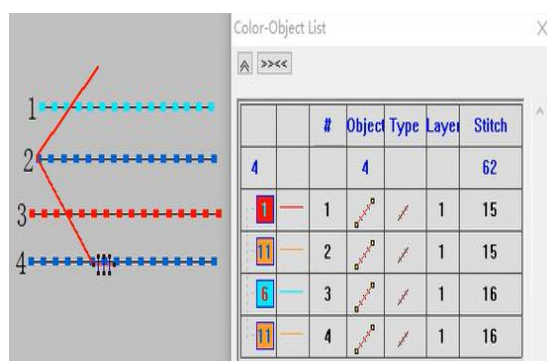 Color-Object List
>><<
# Object Type Layer Stitch
4 4 62
1 1 1 15
11 2 1 15
6 3 1 16
11 4 1 16
1
2
3
4